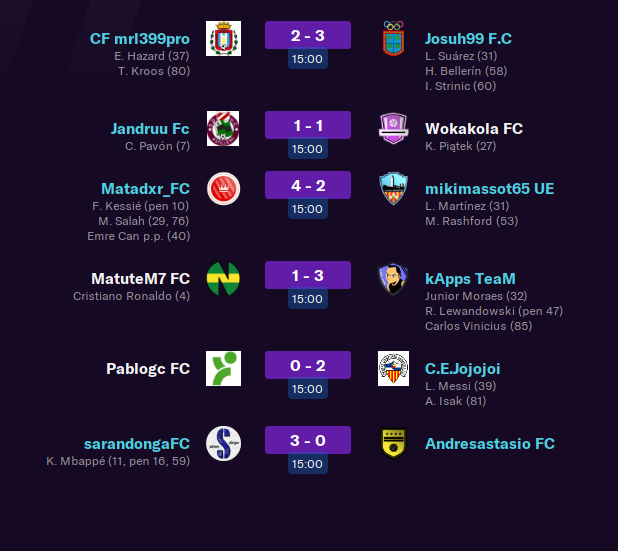 CF mrl399pro 2 - 3 Josuh99 F.C
E. Hazard (37) 15:00 L. Suárez (31)
T. Kroos (80) H. Bellerín (58)
I. Strinic (60)
Jandruu Fc 1 - 1 Wokakola FC
C. Pavón (7) 15:00 K. Piątek (27)
Matadxr_FC 4 - 2 mikimassot65 UE
F. Kessié (pen 10) 15:00 L. Martínez (31)
M. Salah (29, 76) M. Rashford (53)
Emre Can p.p. (40)
MatuteM7 FC 1 - 3 kApps TeaM
Cristiano Ronaldo (4) 15:00 Junior Moraes (32)
R. Lewandowski (pen 47)
Carlos Vinicius (85)
Pablogc FC 0 - 2 C.E.Jojojoi
15:00 L. Messi (39)
A. Isak (81)
sarandongaFC 3 - 0 Andresastasio FC
K. Mbappé (11, pen 16, 59) 15:00